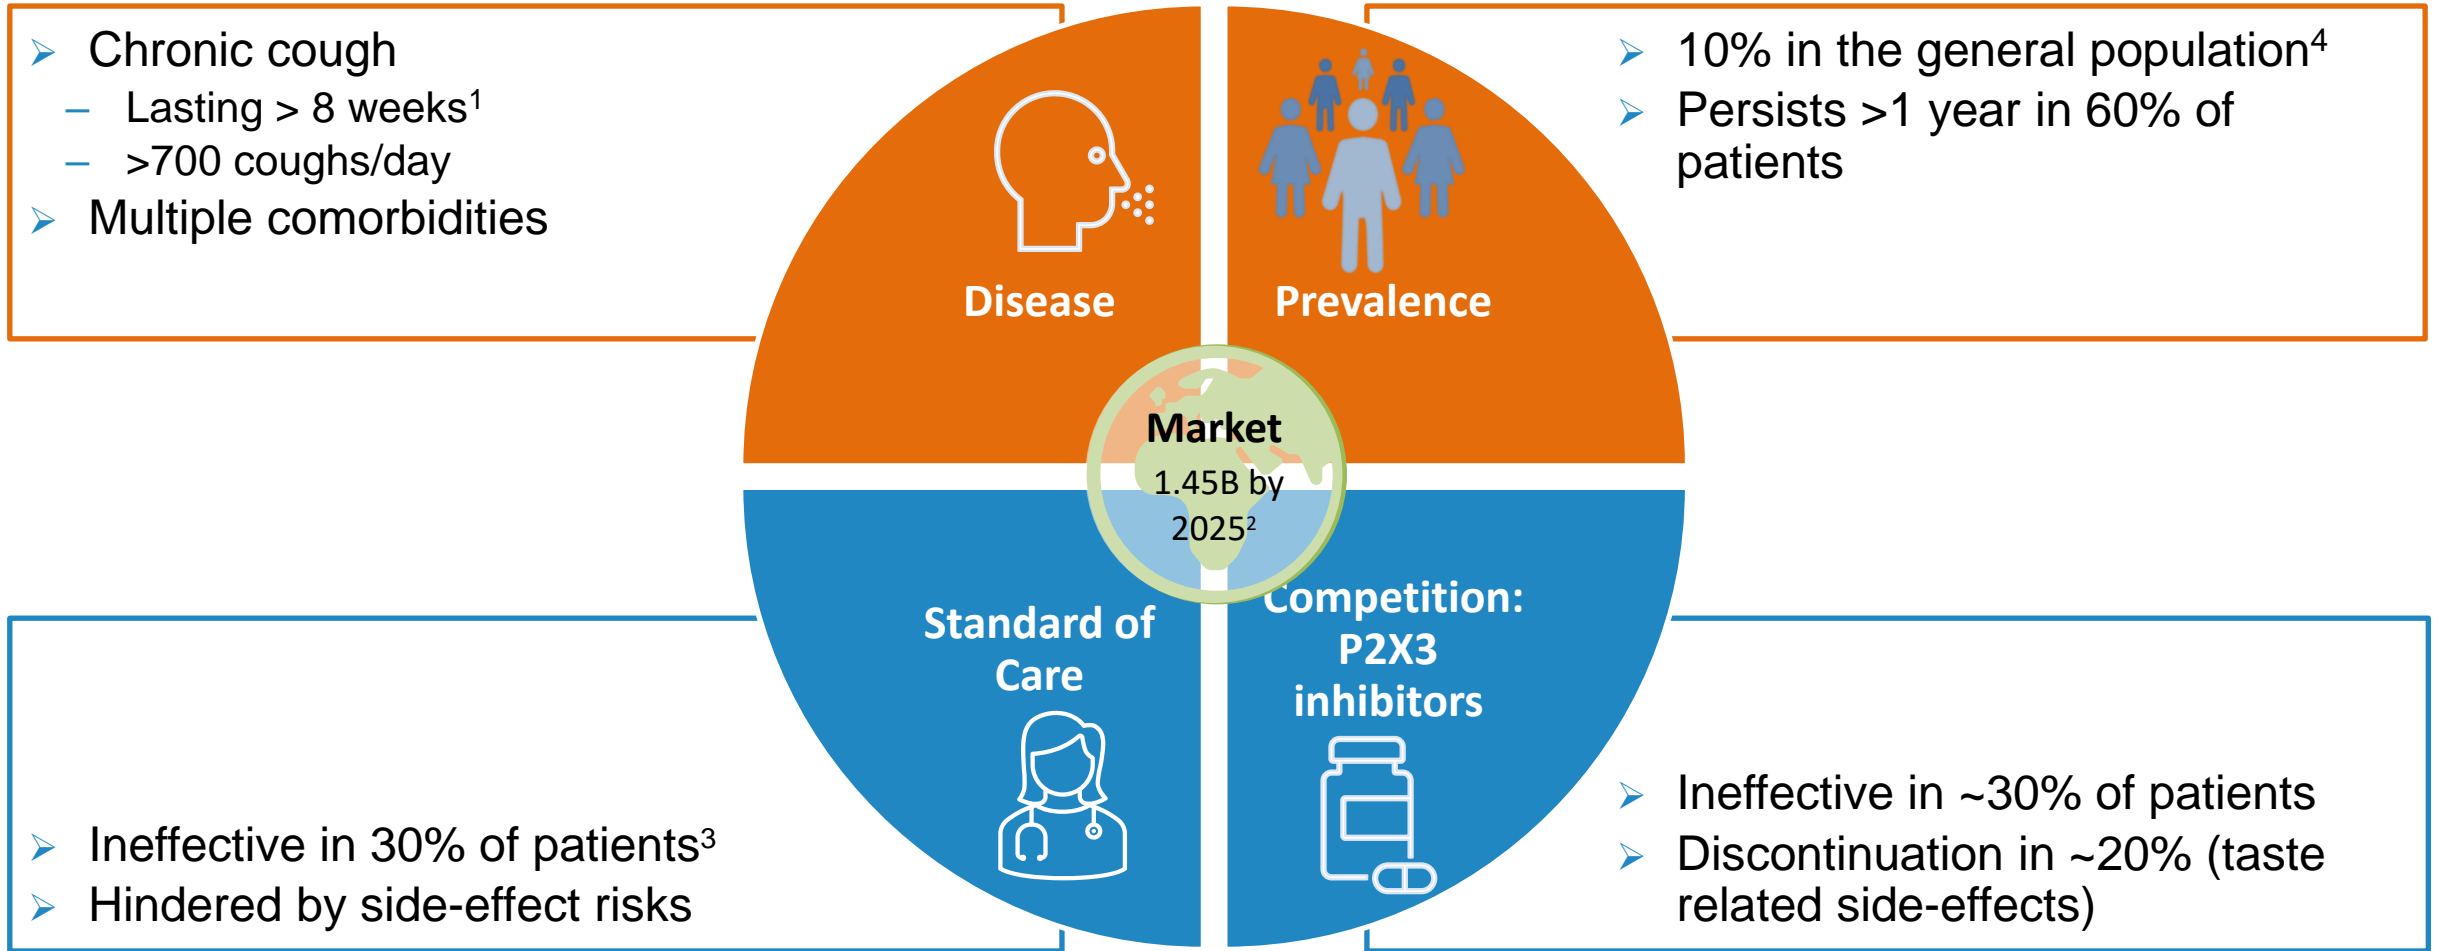 ➢ Chronic cough
– Lasting > 8 weeks¹
– >700 coughs/day
➢ Multiple comorbidities
➢ 10% in the general population⁴
➢ Persists >1 year in 60% of
patients
Disease
Prevalence
Market
1.45B by
2025²
Standard of
Care
Competition:
P2X3
inhibitors
➢ Ineffective in 30% of patients³
➢ Hindered by side-effect risks
➢ Ineffective in ~30% of patients
➢ Discontinuation in ~20% (taste
related side-effects)